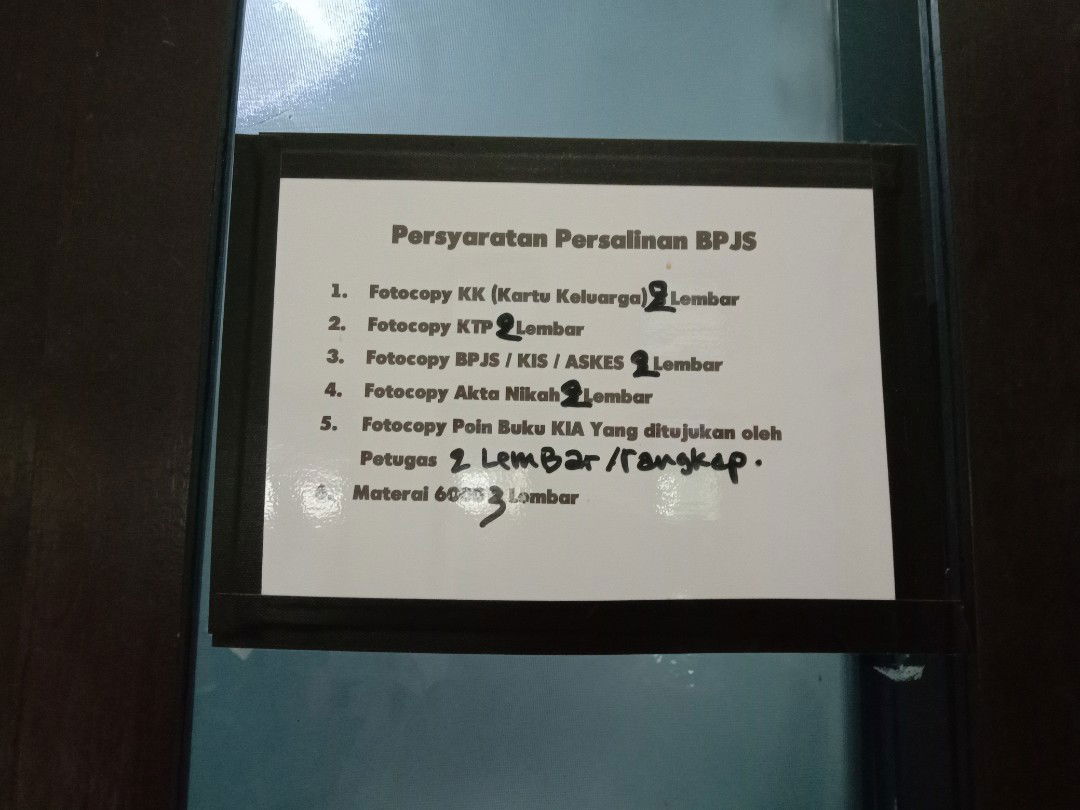 Persyaratan Persalinan BPJS
1. Fotocopy KK (Kartu Keluarga) 2 Lembar
2. Fotocopy KTP 2 Lembar
3. Fotocopy BPJS / KIS / ASKES 2 Lembar
4. Fotocopy Akta Nikah 2 Lembar
5. Fotocopy Poin Buku KIA Yang ditujukan oleh
Petugas 2 Lembar / rangkap.
6. Materai 6000 3 Lembar